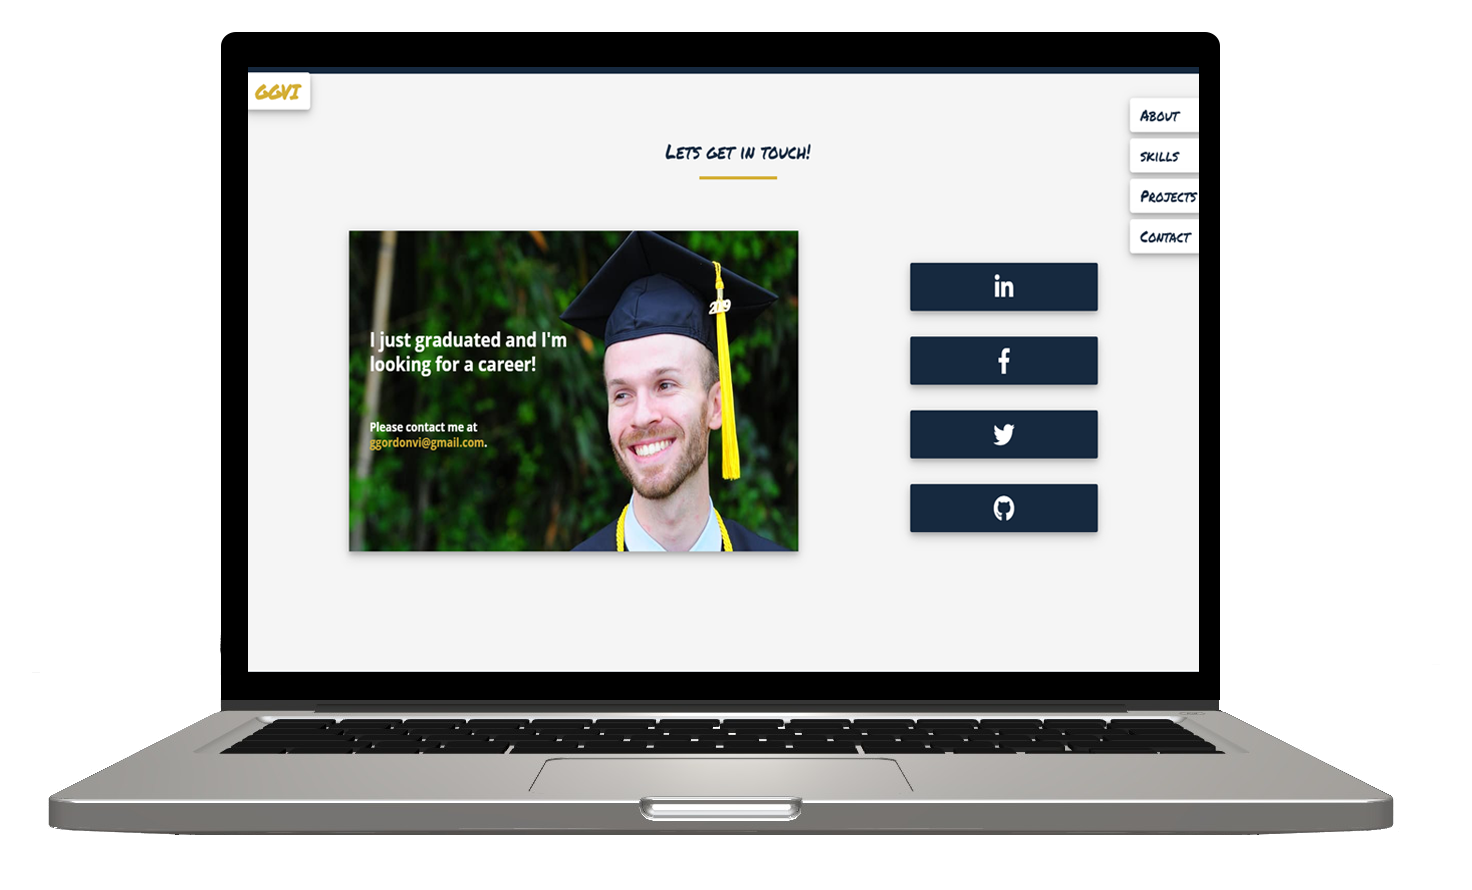 GGVI
About
skills
Projects
Contact
Lets get in touch!
2019
I just graduated and I'm
looking for a career!
Please contact me at
ggordonvi@gmail.com.
in
f